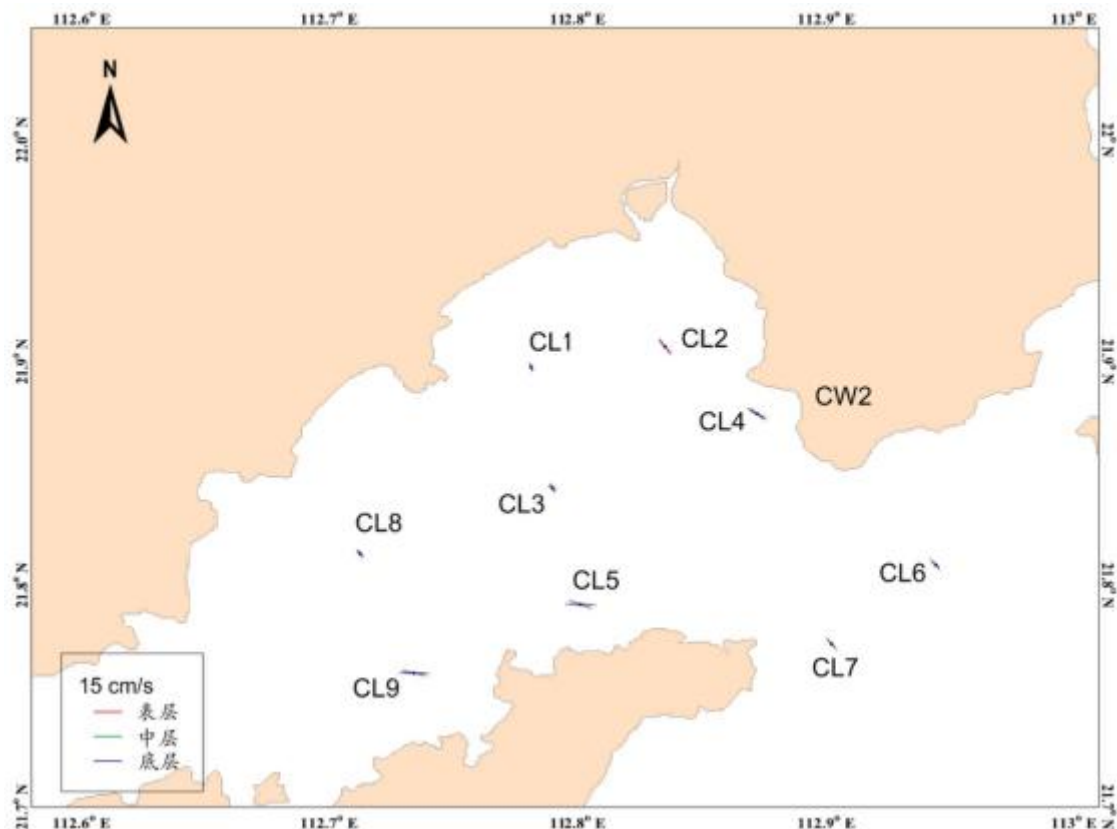 112.6° E 112.7° E 112.8° E 112.9° E 113° E
N
22.0° N
22° N
CL1
CL2
21.9° N
21.9° N
CW2
CL4
CL3
CL8
CL6
CL5
21.8° N
21.8° N
CL7
CL9
15 cm/s
表层
中层
底层
21.7° N
21.7° N
112.6° E 112.7° E 112.8° E 112.9° E 113° E